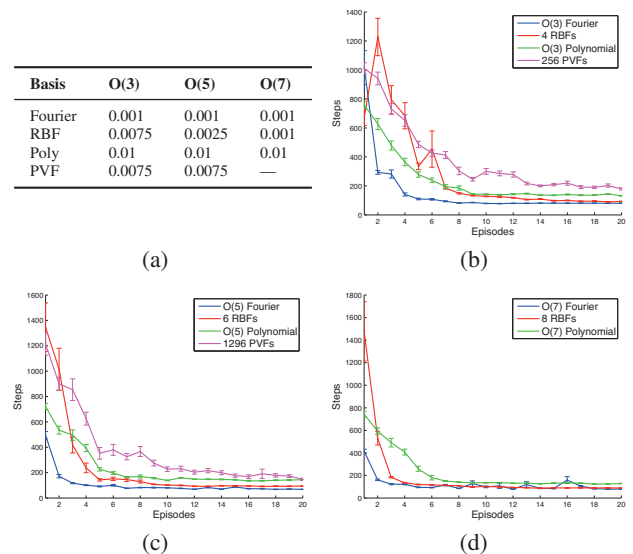 Basis O(3) O(5) O(7)
Fourier 0.001 0.001 0.001
RBF 0.0075 0.0025 0.001
Poly 0.01 0.01 0.01
PVF 0.0075 0.0075 —
(a)
1400
1200
1000
800
600
400
200
0
Steps
2 4 6 8 10 12 14 16 18 20
Episodes
O(3) Fourier
4 RBFs
O(3) Polynomial
256 PVFs
(b)
1600
1400
1200
1000
800
600
400
200
0
Steps
2 4 6 8 10 12 14 16 18 20
Episodes
O(5) Fourier
6 RBFs
O(5) Polynomial
1296 PVFs
(c)
1800
1600
1400
1200
1000
800
600
400
200
0
Steps
2 4 6 8 10 12 14 16 18 20
Episodes
O(7) Fourier
8 RBFs
O(7) Polynomial
(d)